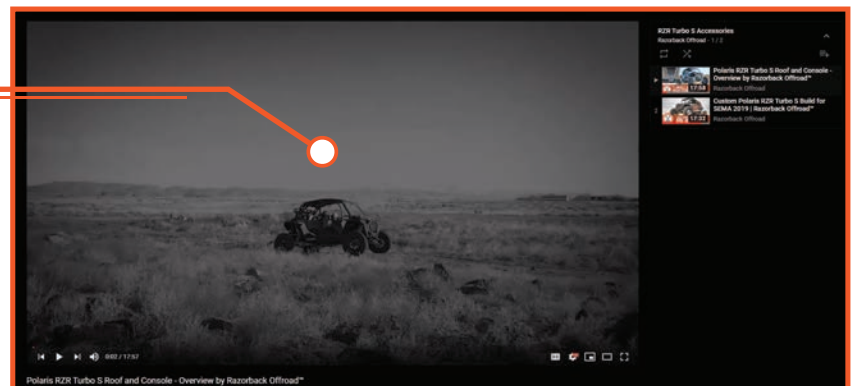 RZR Turbo S Accessories
Razorback Offroad - 1 / 2
Polaris RZR Turbo S Roof and Console -
Overview by Razorback Offroad™
Razorback Offroad
17:58
2
Custom Polaris RZR Turbo S Build for
SEMA 2019 | Razorback Offroad™
Razorback Offroad
17:32
0:02 / 17:57
Polaris RZR Turbo S Roof and Console - Overview by Razorback Offroad™